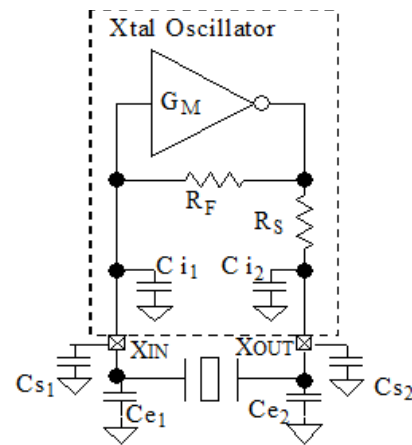 Xtal Oscillator
GM
RF
RS
Ci1 Ci2
XIN XOUT
Cs1 Cs2
Ce1 Ce2